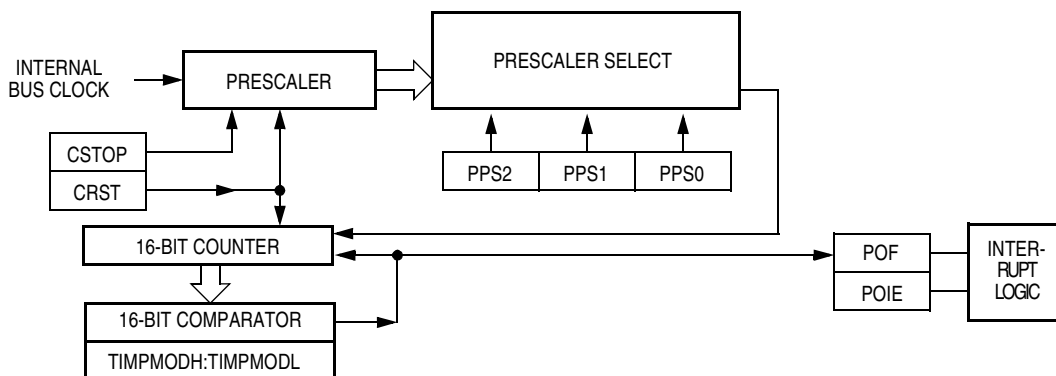 INTERNAL
BUS CLOCK
PRESCALER
PRESCALER SELECT
CSTOP
CRST
PPS2
PPS1
PPS0
16-BIT COUNTER
16-BIT COMPARATOR
TIMPMODH:TIMPMODL
POF
POIE
INTER-
RUPT
LOGIC